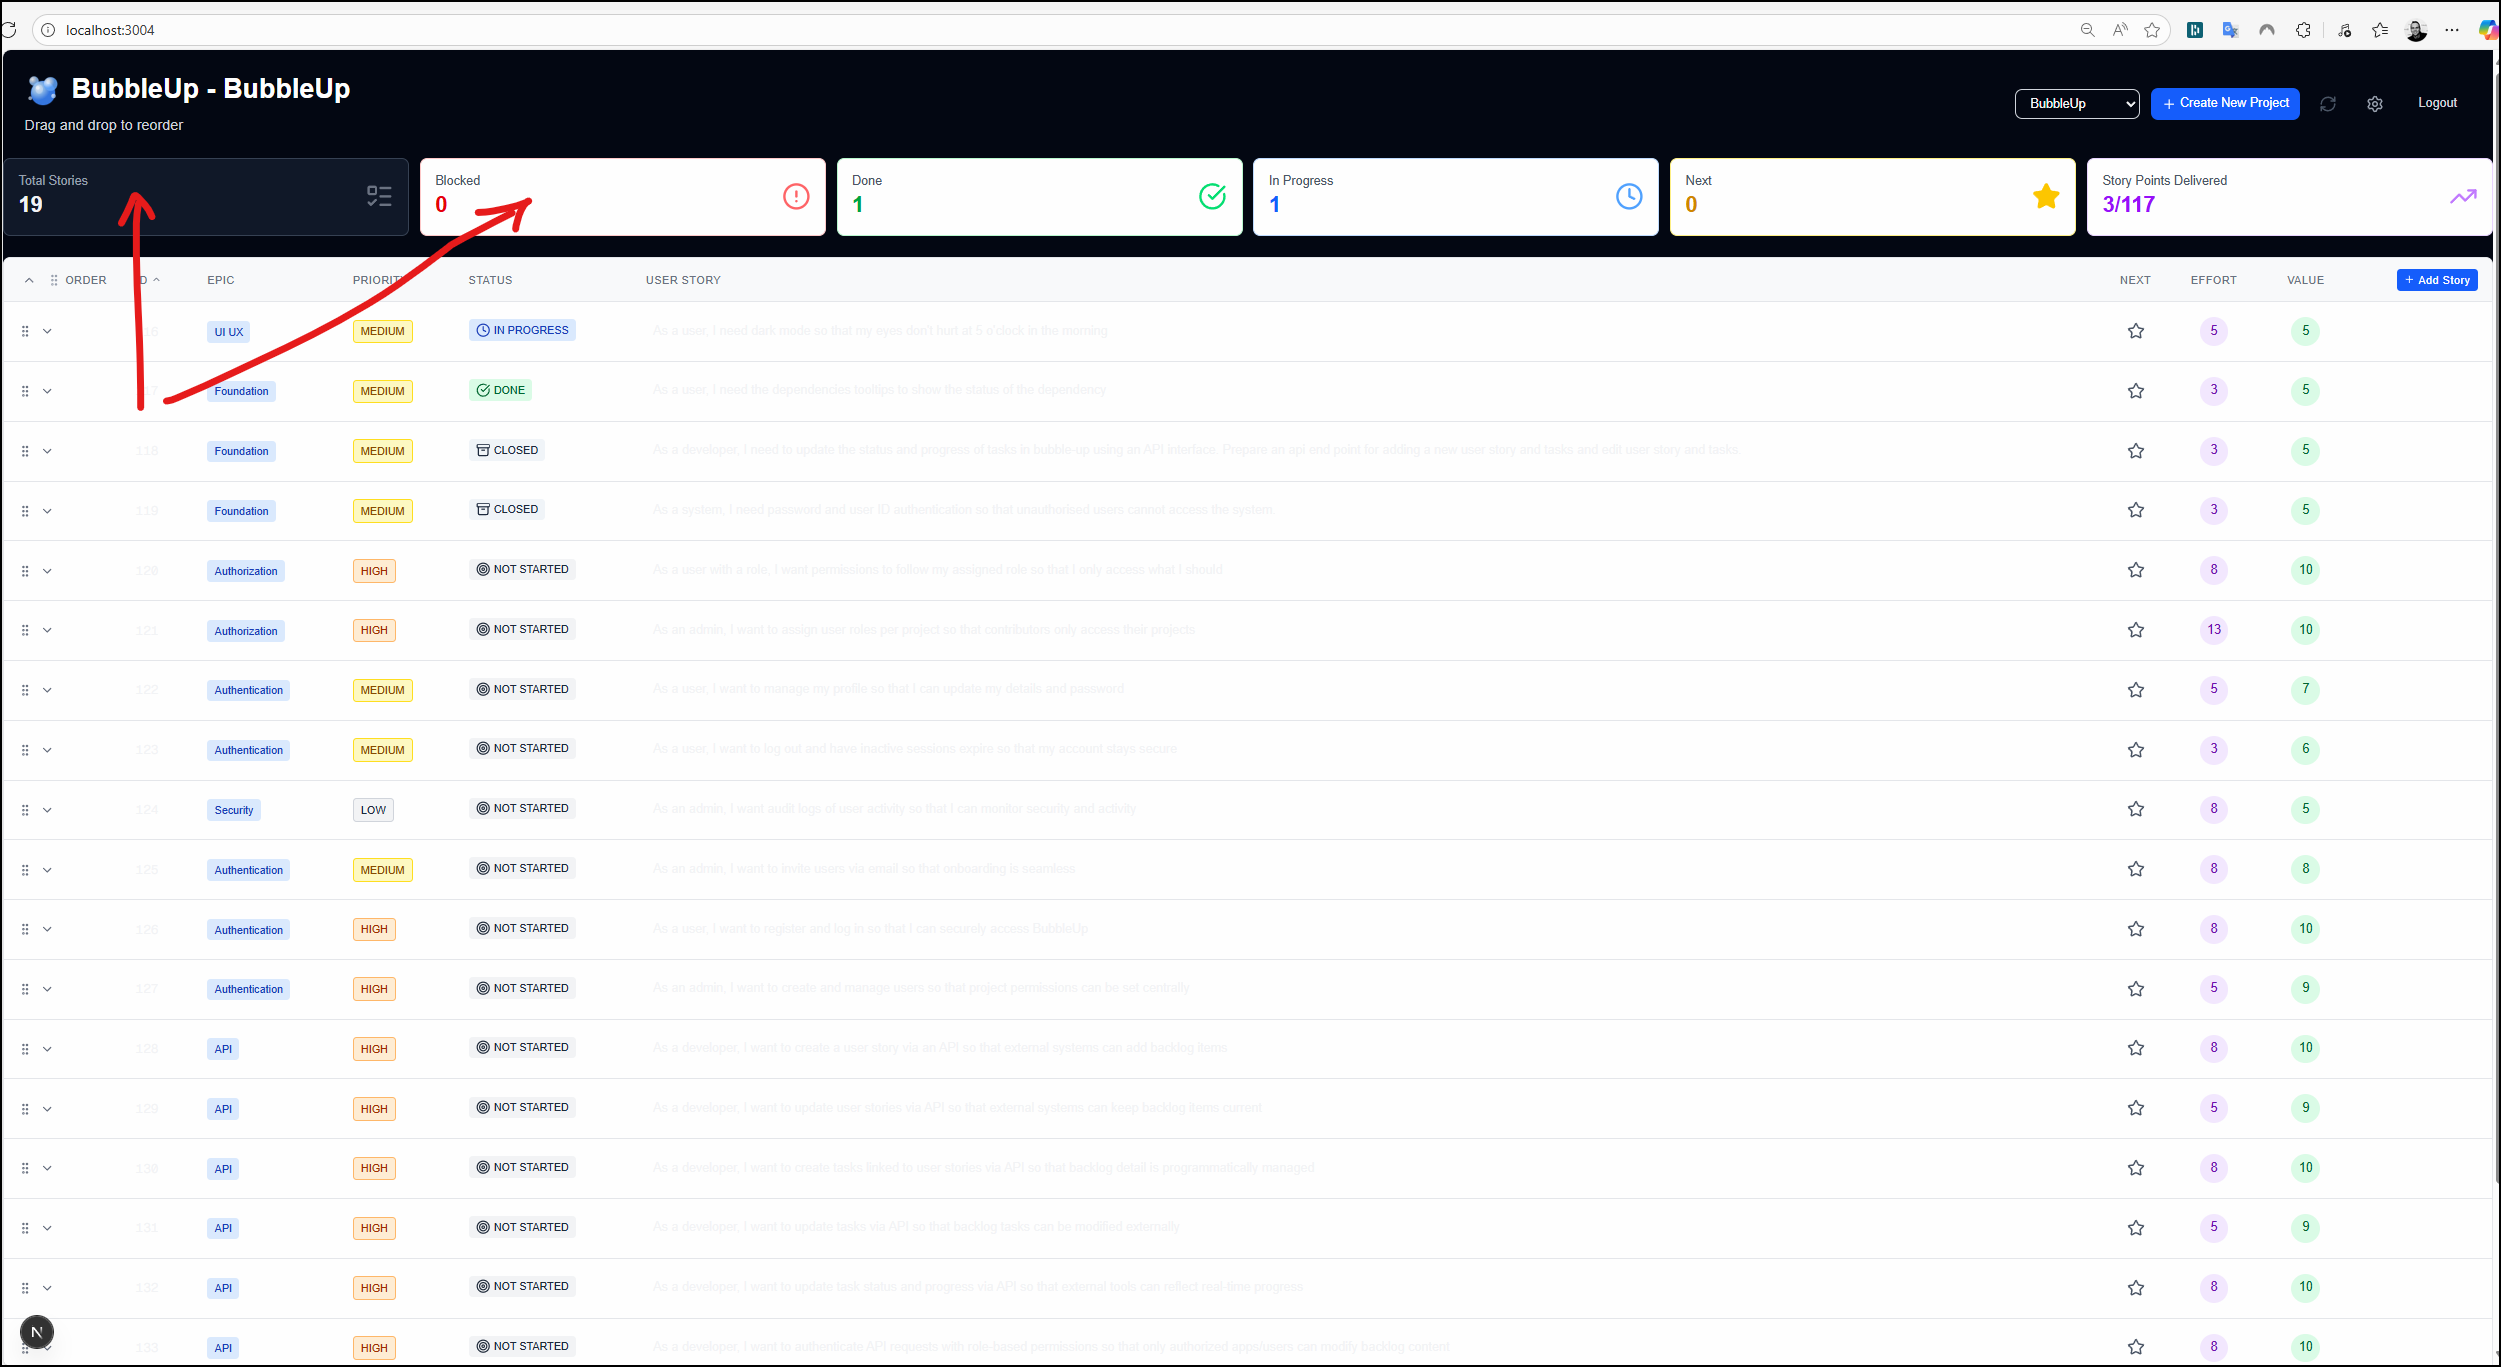 localhost:3004
BubbleUp - BubbleUp
Drag and drop to reorder
BubbleUp
+ Create New Project
Logout
Total Stories
19
Blocked
0
Done
1
In Progress
1
Next
0
Story Points Delivered
3/117
ORDER EPIC PRIORITY STATUS USER STORY NEXT EFFORT VALUE + Add Story
UI UX MEDIUM IN PROGRESS As a user, I need dark mode so that my eyes don't hurt at 5 o'clock in the morning 5 5
Foundation MEDIUM DONE As a user, I need the dependencies tooltips to show the status of the dependency 3 5
118 Foundation MEDIUM CLOSED As a developer, I need to update the status and progress of tasks in bubble-up using an API interface. Prepare an api end point for adding a new user story and tasks and edit user story and tasks. 3 5
119 Foundation MEDIUM CLOSED As a system, I need password and user ID authentication so that unauthorised users cannot access the system 3 5
120 Authorization HIGH NOT STARTED As a user with a role, I want permissions to follow my assigned role so that I only access what I should 8 10
121 Authorization HIGH NOT STARTED As an admin, I want to assign user roles per project so that contributors only access their projects 13 10
122 Authentication MEDIUM NOT STARTED As a user, I want to manage my profile so that I can update my details and password 5 7
123 Authentication MEDIUM NOT STARTED As a user, I want to log out and have inactive sessions expire so that my account stays secure 3 6
124 Security LOW NOT STARTED As an admin, I want audit logs of user activity so that I can monitor security and activity 8 5
125 Authentication MEDIUM NOT STARTED As an admin, I want to invite users via email so that onboarding is seamless 8 8
126 Authentication HIGH NOT STARTED As a user, I want to register and log in so that I can securely access BubbleUp 8 10
127 Authentication HIGH NOT STARTED As an admin, I want to create and manage users so that project permissions can be set centrally 5 9
128 API HIGH NOT STARTED As a developer, I want to create a user story via an API so that external systems can add backlog items 8 10
129 API HIGH NOT STARTED As a developer, I want to update user stories via API so that external systems can keep backlog items current 5 9
130 API HIGH NOT STARTED As a developer, I want to create tasks linked to user stories via API so that backlog detail is programmatically managed 8 10
131 API HIGH NOT STARTED As a developer, I want to update tasks via API so that backlog tasks can be modified externally 5 9
132 API HIGH NOT STARTED As a developer, I want to update task status and progress via API so that external tools can reflect real-time progress 8 10
133 API HIGH NOT STARTED As a developer, I want to authenticate API requests with role-based permissions so that only authorized apps/users can modify backlog content 8 10
N